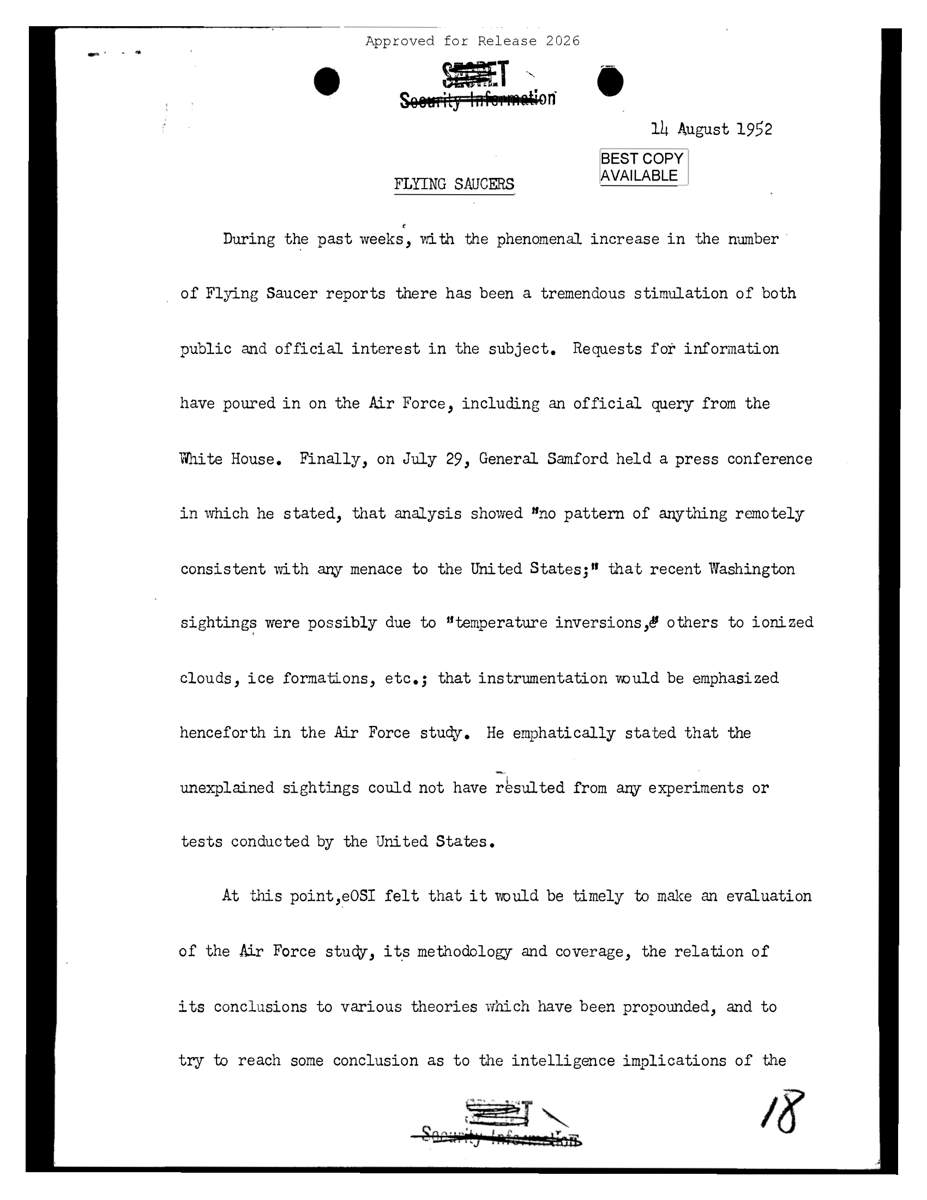 Approved for Release 2026
SECRET
Security Information
14 August 1952
BEST COPY
AVAILABLE
FLYING SAUCERS
During the past weeks, with the phenomenal increase in the number
of Flying Saucer reports there has been a tremendous stimulation of both
public and official interest in the subject. Requests for information
have poured in on the Air Force, including an official query from the
White House. Finally, on July 29, General Samford held a press conference
in which he stated, that analysis showed "no pattern of anything remotely
consistent with any menace to the United States;" that recent Washington
sightings were possibly due to "temperature inversions," others to ionized
clouds, ice formations, etc.; that instrumentation would be emphasized
henceforth in the Air Force study. He emphatically stated that the
unexplained sightings could not have resulted from any experiments or
tests conducted by the United States.
At this point,eOSI felt that it would be timely to make an evaluation
of the Air Force study, its methodology and coverage, the relation of
its conclusions to various theories which have been propounded, and to
try to reach some conclusion as to the intelligence implications of the
SECRET
Security Information
18